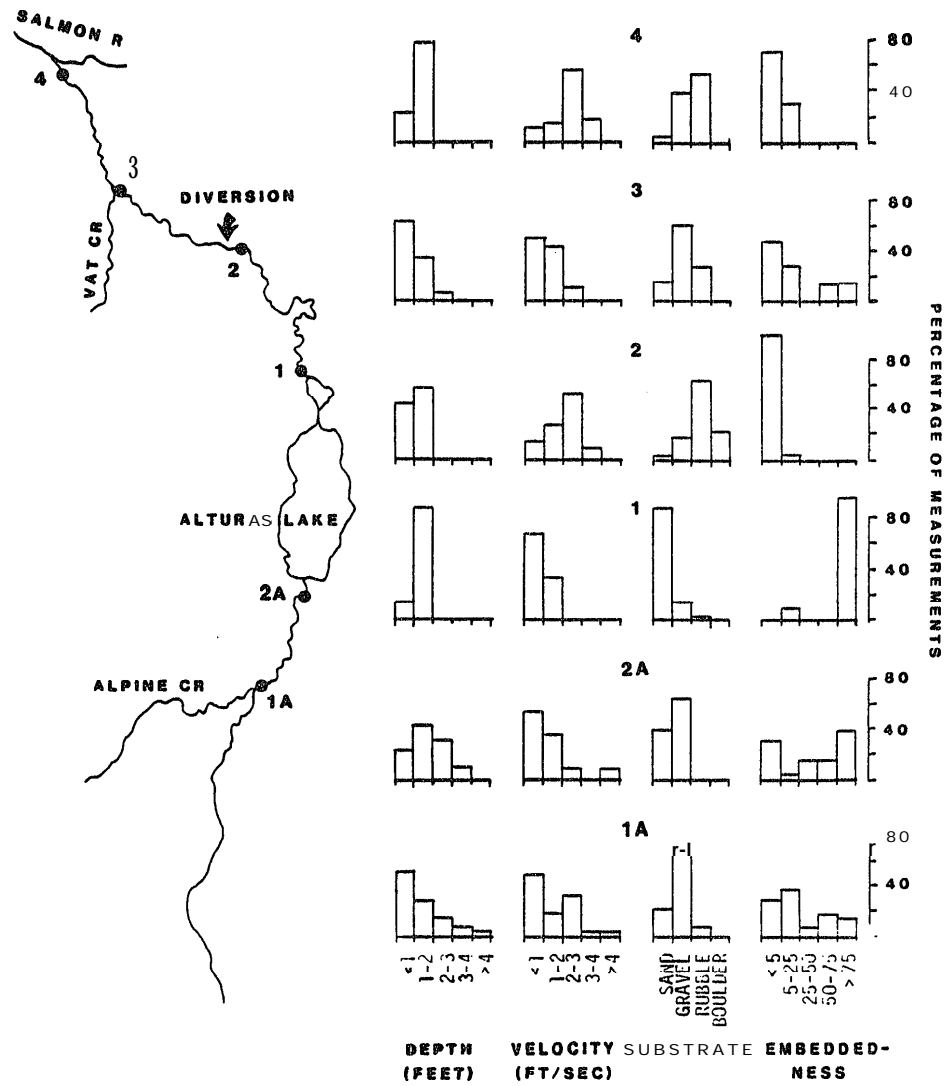 SALMON R
4
3
DIVERSION
VAT CR
2
1
ALTURAS LAKE
2A
ALPINE CR
1A
4
80
40
3
80
40
2
80
40
1
80
40
2A
80
40
1A
r-l
80
40
PERCENTAGE OF MEASUREMENTS
<1
1-2
2-3
3-4
>4
<1
1-2
2-3
3-4
>4
SAND
GRAVEL
RUBBLE
BOULDER
<5
5-25
25-50
50-75
>75
DEPTH
(FEET)
VELOCITY
(FT/SEC)
SUBSTRATE
EMBEDDED-
NESS